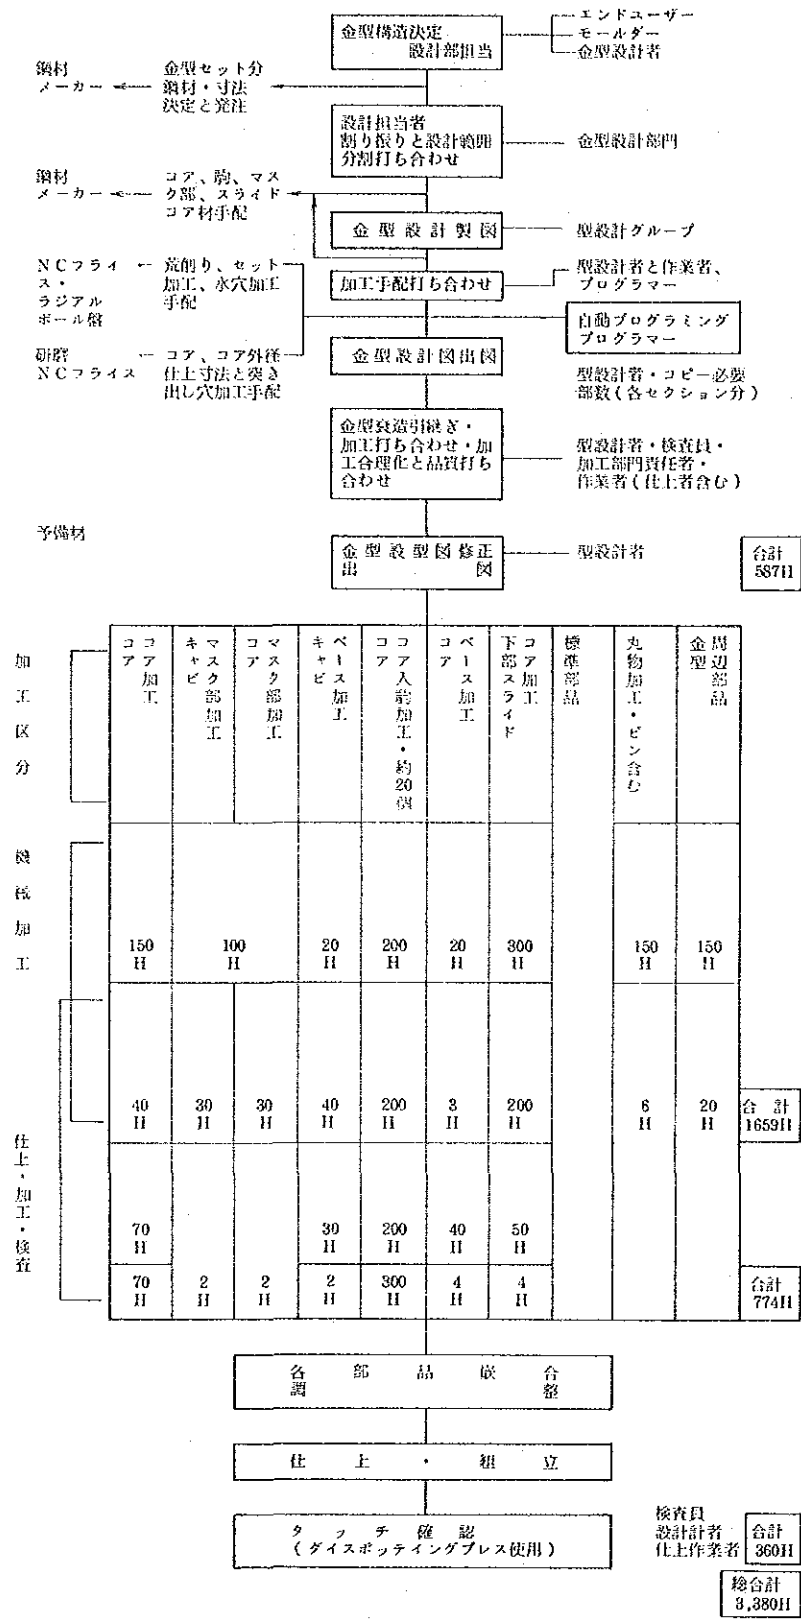 金型構造決定
設計部担当
エンドユーザー
モールダー
金型設計者
鋼材
メーカー
金型セット分
鋼材・寸法
決定と発注
設計担当者
割り振りと設計範囲
分割打ち合わせ
金型設計部門
鋼材
メーカー
コア、駒、マス
ク部、スライド
コア材手配
金型設計製図
型設計グループ
NCフライ
ス・
ラジアル
ボール盤
荒削り、セット
加工、水穴加工
手配
加工手配打ち合わせ
型設計者と作業者、
プログラマー
自動プログラミング
プログラマー
研磨
NCフライス
コア、コア外径
仕上寸法と突き
出し穴加工手配
金型設計図出図
型設計者・コピー必要
部数(各セクション分)
金型製造引継ぎ・
加工打ち合わせ・加
工合理化と品質打ち
合わせ
型設計者・検査員・
加工部門責任者・
作業者(仕上者含む)
予備材
金型設型図修正
出図
型設計者
合計
587H
加工区分
コア加工
コア
マスク部加工
キャビ
マスク部加工
コア
ベース加工
キャビ
コア入駒加工・約20個
コア
ベース加工
コア
コア加工
下部スライド
標準部品
丸物加工・ピン含む
周辺部品
金型
機械加工
150 100 20 200 20 300 150 150
H H H H H H H H
40 30 30 40 200 3 200 6 20
H H H H H H H H H
合計
1659H
仕上・加工・検査
70 30 200 40 50
H H H H H
70 2 2 2 300 4 4
H H H H H H H
合計
774H
各部品嵌合
調整
仕上・組立
タッチ確認
(ダイスポッティングプレス使用)
検査員
設計計者
仕上作業者
合計
360H
総合計
3,380H